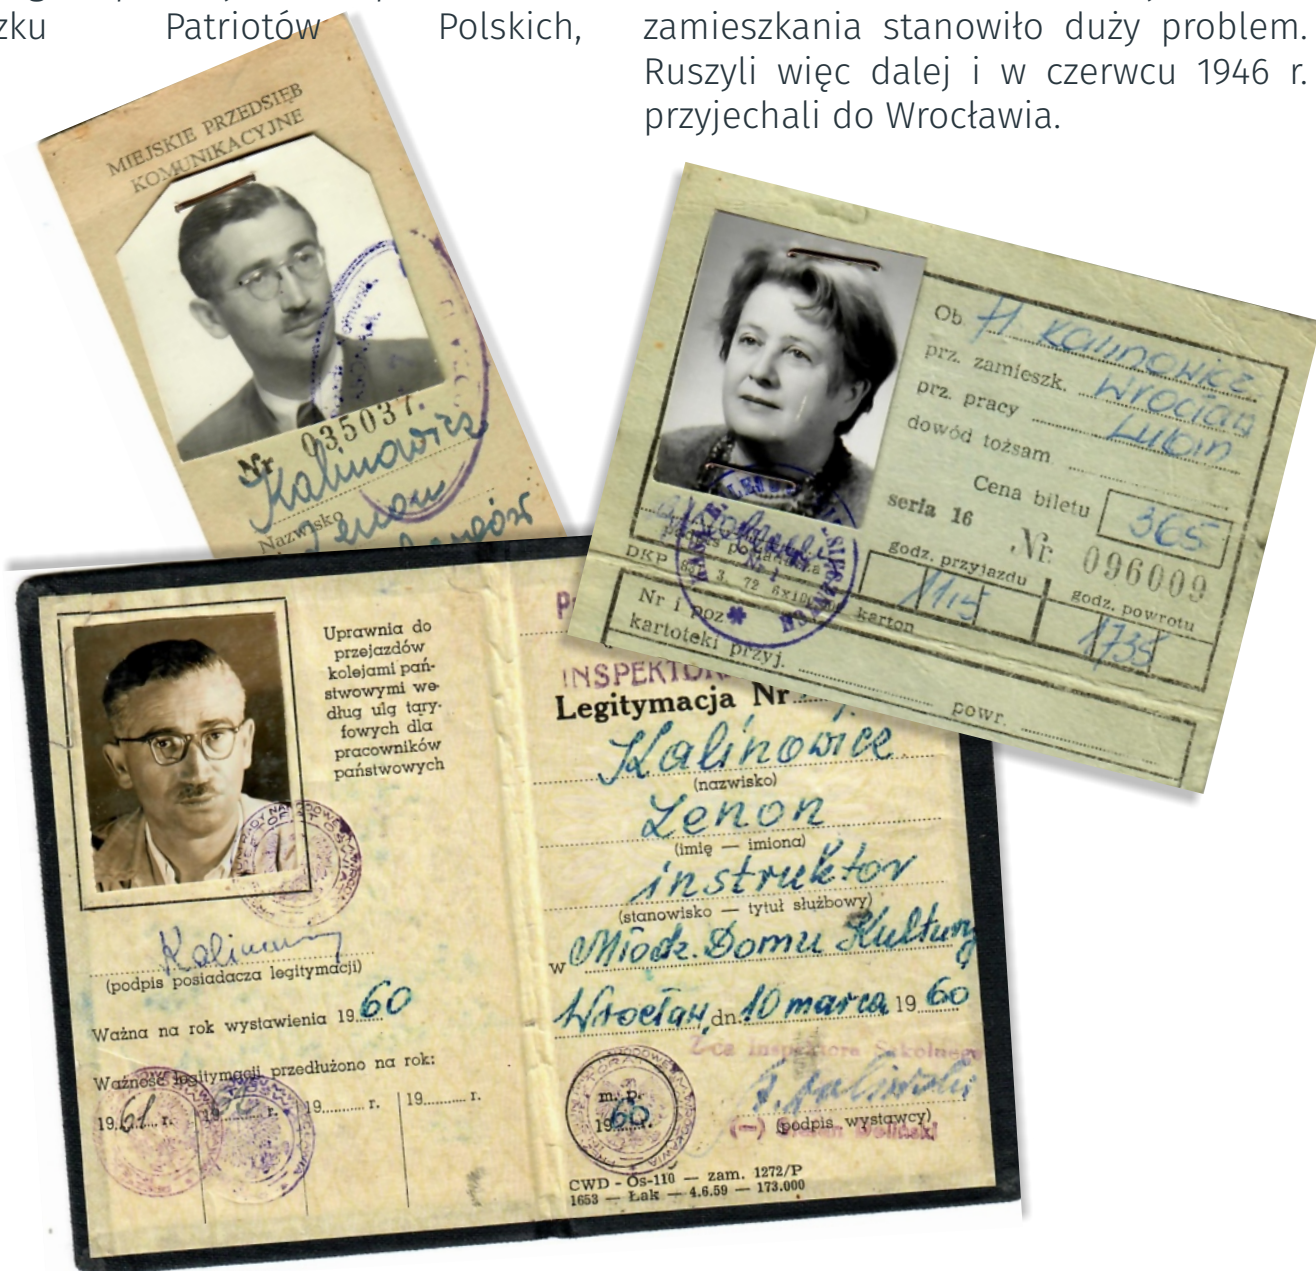 Patriotów Polskich,
zamieszkania stanowiło duży problem.
Ruszyli więc dalej i w czerwcu 1946 r.
przyjechali do Wrocławia.
MIEJSKIE PRZEDSIĘB
KOMUNIKACYJNE
Nr 035037
Kalinowicz
Nazwisko
Zenon
Ob. H Kalinowicz
prz. zamieszk. Wrocław
prz. pracy Lubin
dowód tożsam.
Cena biletu 365
seria 16 Nr. 096009
godz. przyjazdu godz. powrotu
1115 1735
DKP
3. 72
karton
Nr i poz
kartoteki przyj. powr.
Uprawnia do
przejazdów
kolejami pań-
stwowymi we-
dług ulg tary-
fowych dla
pracowników
państwowych
(podpis posiadacza legitymacji)
Ważna na rok wystawienia 1960
Ważność legitymacji przedłużono na rok:
1961 r. 19 r. 19 r. 19 r.
Legitymacja Nr
Kalinowicz
(nazwisko)
Zenon
(imię — imiona)
instruktor
(stanowisko — tytuł służbowy)
w Młodz. Domu Kultury
Wrocław, dn. 10 marca 1960
Z-ca Inspektora Szkolnego
m. p.
1960 r.
(podpis wystawcy)
CWD - Os-110 — zam. 1272/P
1653 — Łak — 4.6.59 — 173.000